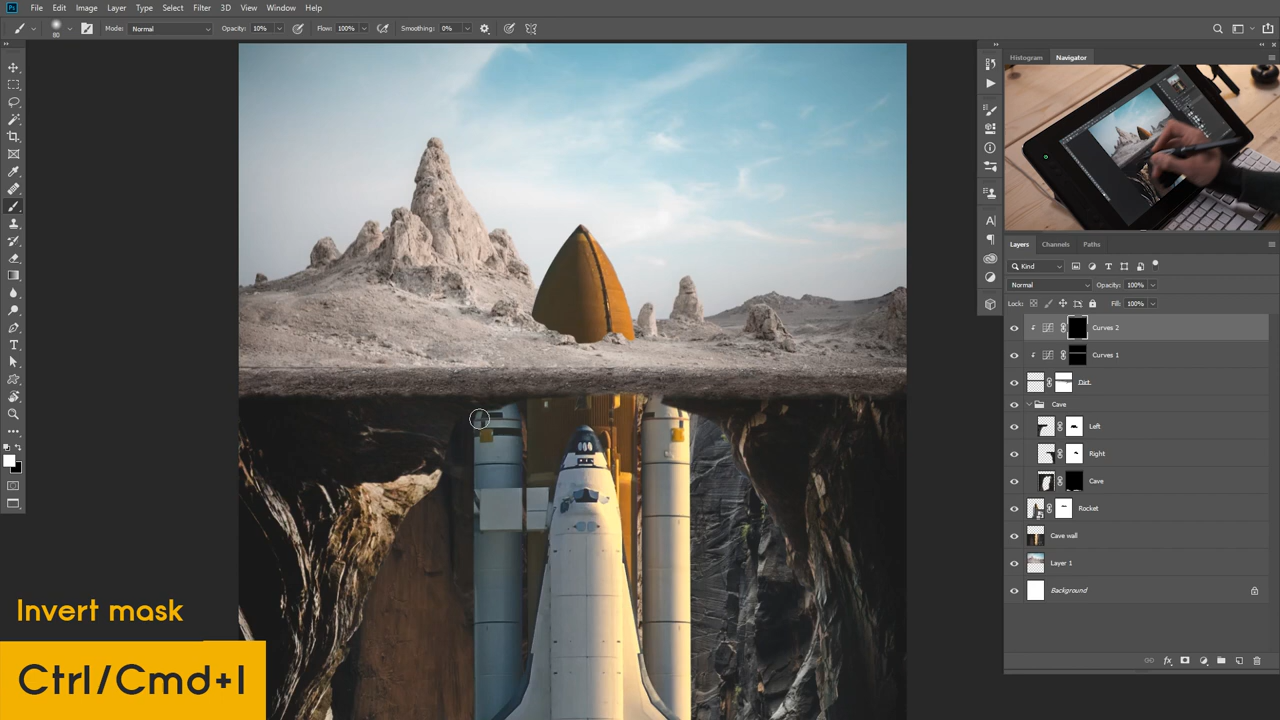 Ps File Edit Image Layer Type Select Filter 3D View Window Help
80 Mode: Normal Opacity: 10% Flow: 100% Smoothing: 0%
Histogram Navigator
Layers Channels Paths
Kind
Normal Opacity: 100%
Lock: Fill: 100%
Curves 2
Curves 1
Dirt
Cave
Left
Right
Cave
Rocket
Cave wall
Layer 1
Background
Invert mask
Ctrl/Cmd+I